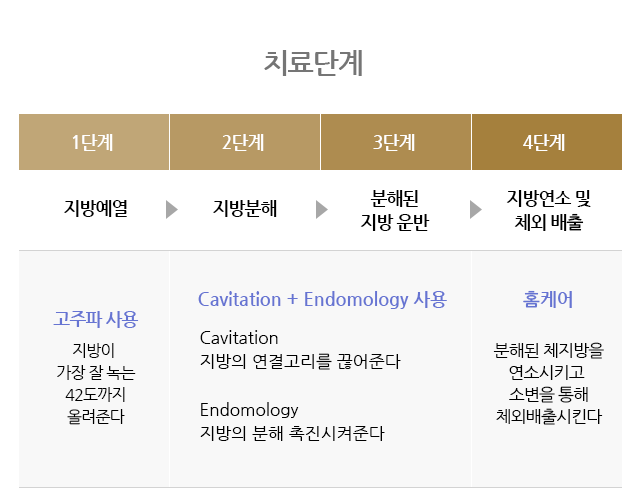 치료단계
1단계
2단계
3단계
4단계
지방예열
지방분해
분해된
지방 운반
지방연소 및
체외 배출
고주파 사용
지방이
가장 잘 녹는
42도까지
올려준다
Cavitation + Endomology 사용
Cavitation
지방의 연결고리를 끊어준다
Endomology
지방의 분해 촉진시켜준다
홈케어
분해된 체지방을
연소시키고
소변을 통해
체외배출시킨다